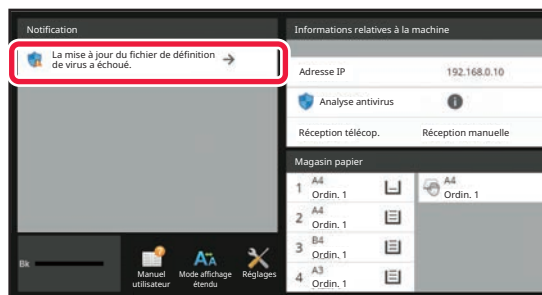 Notification
La mise à jour du fichier de définition
de virus a échoué.
Informations relatives à la machine
Adresse IP 192.168.0.10
Analyse antivirus
Réception télécop. Réception manuelle
Magasin papier
1 A4
Ordin. 1
A4
Ordin. 1
2 A4
Ordin. 1
3 B4
Ordin. 1
4 A3
Ordin. 1
Bk
Manuel
utilisateur
Mode affichage
étendu
Réglages